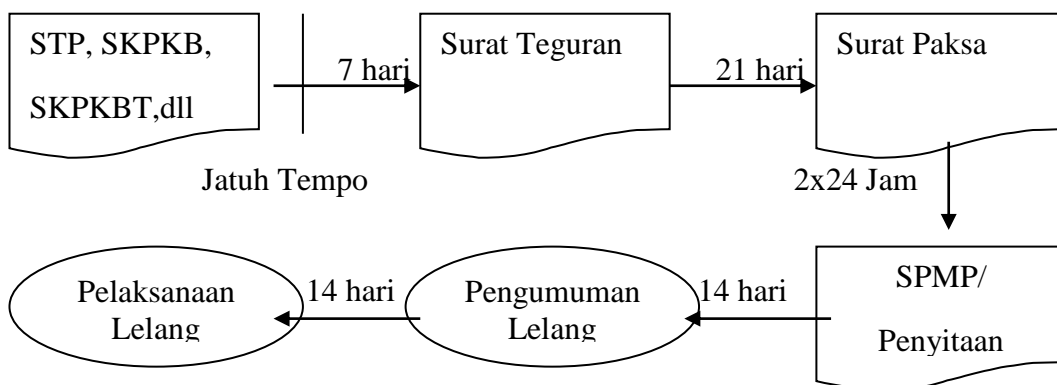 STP, SKPKB,
SKPKBT,dll
7 hari
Surat Teguran
21 hari
Surat Paksa
Jatuh Tempo
2x24 Jam
SPMP/
Penyitaan
14 hari
Pengumuman
Lelang
14 hari
Pelaksanaan
Lelang